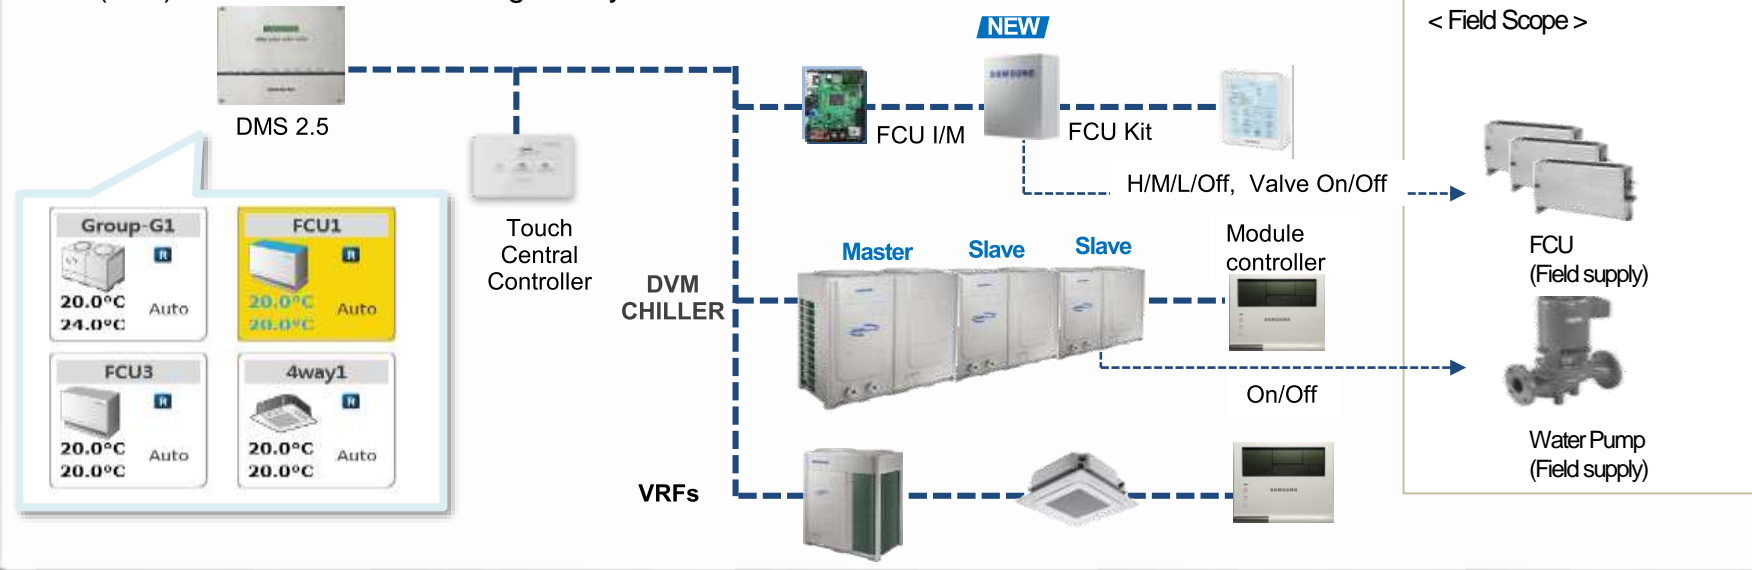 NEW
< Field Scope >
SAMSUNG
DMS 2.5
FCU I/M
FCU Kit
H/M/L/Off, Valve On/Off
Touch
Central
Controller
Group-G1
R
20.0°C
24.0°C
Auto
FCU1
R
20.0°C
20.0°C
Auto
FCU3
R
20.0°C
20.0°C
Auto
4way1
R
20.0°C
20.0°C
Auto
FCU
(Field supply)
Master
Slave
Slave
Module
controller
DVM
CHILLER
SAMSUNG
On/Off
Water Pump
(Field supply)
VRFs
SAMSUNG